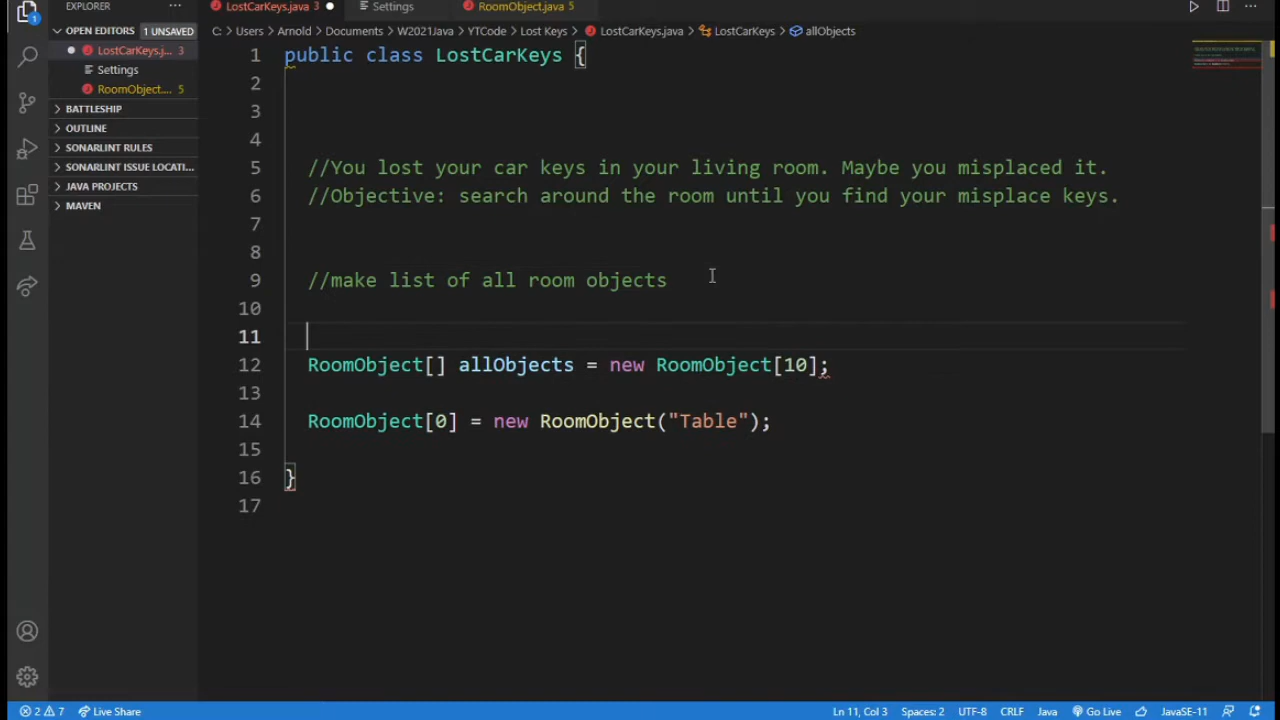 EXPLORER ···
LostCarKeys.java 3
Settings
RoomObject.java 5
···
OPEN EDITORS 1 UNSAVED
LostCarKeys.j... 3
Settings
RoomObject.... 5
BATTLESHIP
OUTLINE
SONARLINT RULES
SONARLINT ISSUE LOCATI...
JAVA PROJECTS
MAVEN
1
C: > Users > Arnold > Documents > W2021Java > YTCode > Lost Keys > LostCarKeys.java > LostCarKeys > allObjects
1 public class LostCarKeys {
2
3
4
5 //You lost your car keys in your living room. Maybe you misplaced it.
6 //Objective: search around the room until you find your misplace keys.
7
8
9 //make list of all room objects
10
11
12 RoomObject[] allObjects = new RoomObject[10];
13
14 RoomObject[0] = new RoomObject("Table");
15
16 }
17
2 7 Live Share Ln 11, Col 3 Spaces: 2 UTF-8 CRLF Java Go Live JavaSE-11